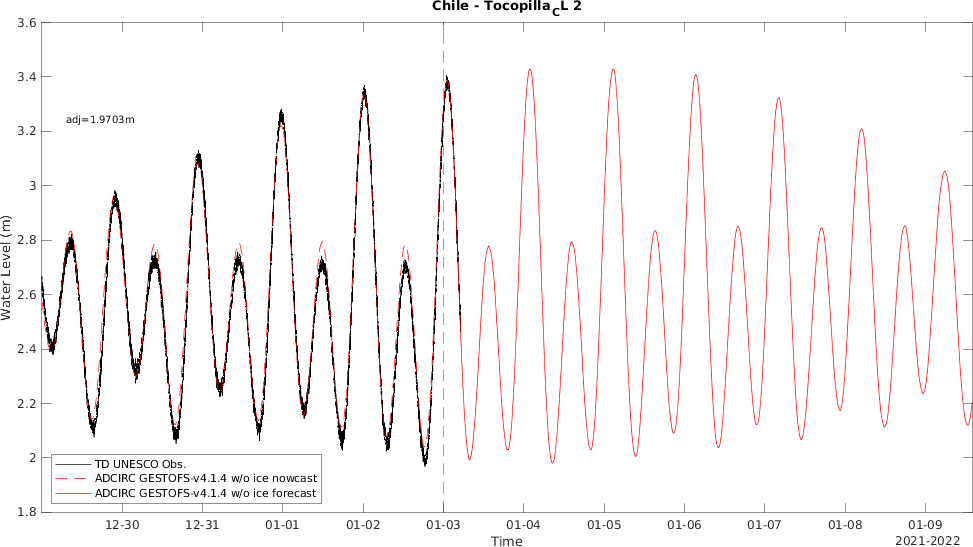 Chile - Tocopilla_CL 2
3.6
3.4
3.2
3
2.8
2.6
2.4
2.2
2
1.8
Water Level (m)
adj=1.9703m
TD UNESCO Obs.
ADCIRC GESTOFS-v4.1.4 w/o ice nowcast
ADCIRC GESTOFS-v4.1.4 w/o ice forecast
12-30 12-31 01-01 01-02 01-03 01-04 01-05 01-06 01-07 01-08 01-09
Time
2021-2022